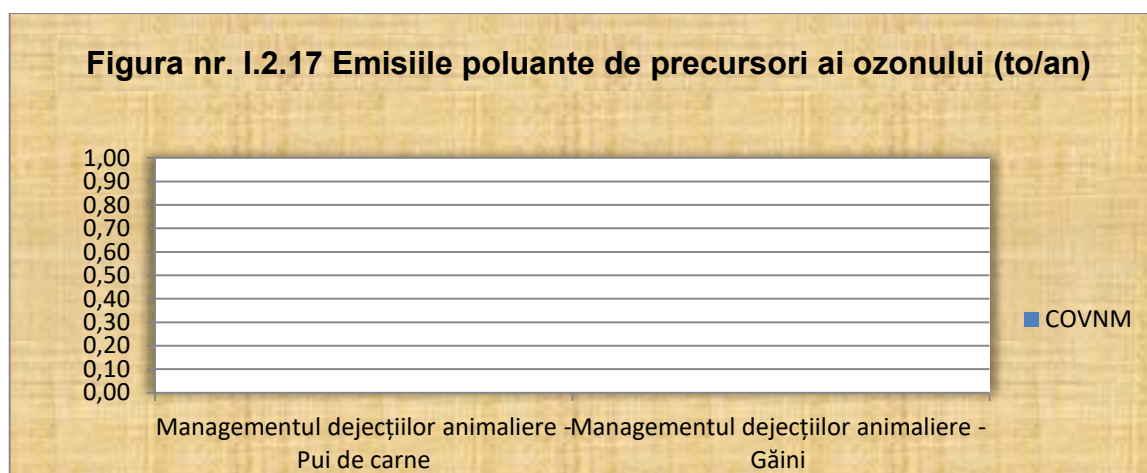 Figura nr. I.2.17 Emisiile poluante de precursori ai ozonului (to/an)
1,00
0,90
0,80
0,70
0,60
0,50
0,40
0,30
0,20
0,10
0,00
COVNM
Managementul dejecțiilor animaliere -
Pui de carne
Managementul dejecțiilor animaliere -
Găini